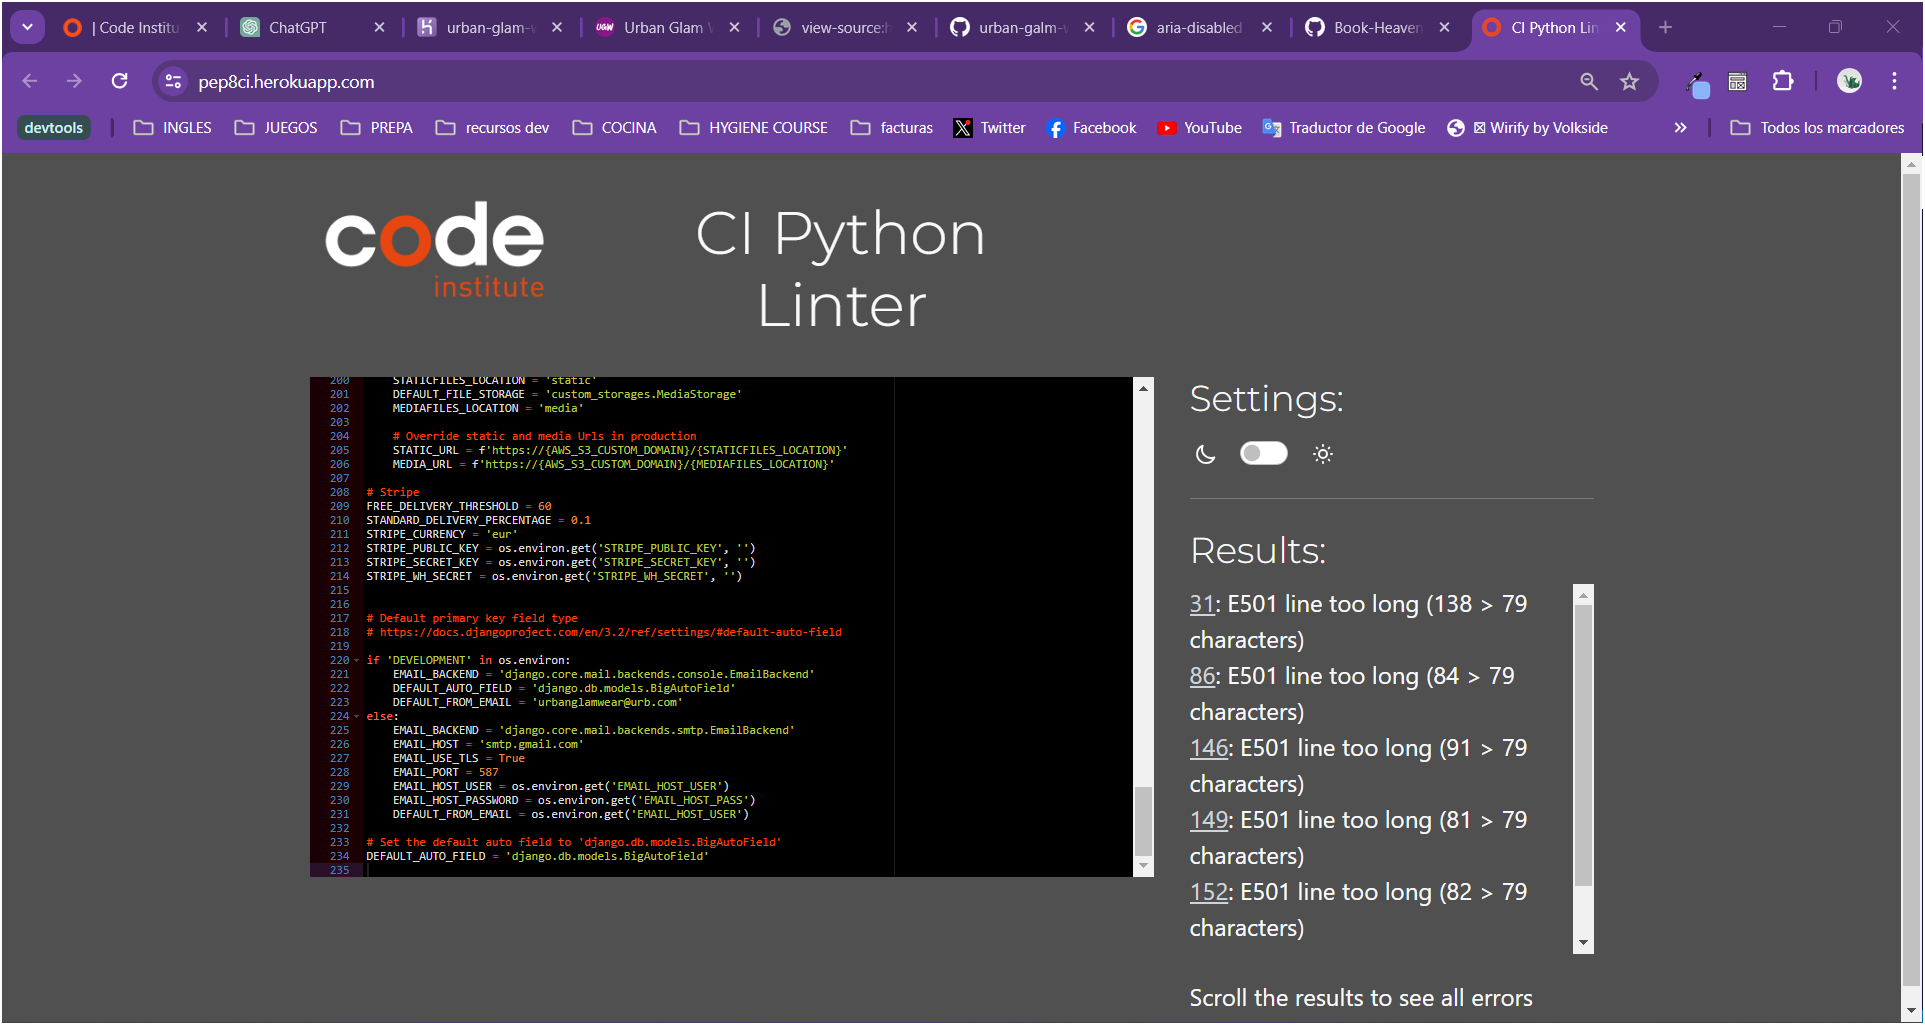 | Code Institu
ChatGPT
urban-glam-w
Urban Glam W
view-source:h
urban-galm-w
aria-disabled
Book-Heaven
CI Python Lin
pep8ci.herokuapp.com
devtools
INGLES
JUEGOS
PREPA
recursos dev
COCINA
HYGIENE COURSE
facturas
Twitter
Facebook
YouTube
Traductor de Google
Wirify by Volkside
Todos los marcadores
code
institute
CI Python
Linter
200 STATICFILES_LOCATION = 'static'
201 DEFAULT_FILE_STORAGE = 'custom_storages.MediaStorage'
202 MEDIAFILES_LOCATION = 'media'
203
204 # Override static and media Urls in production
205 STATIC_URL = f'https://{AWS_S3_CUSTOM_DOMAIN}/{STATICFILES_LOCATION}'
206 MEDIA_URL = f'https://{AWS_S3_CUSTOM_DOMAIN}/{MEDIAFILES_LOCATION}'
207
208 # Stripe
209 FREE_DELIVERY_THRESHOLD = 60
210 STANDARD_DELIVERY_PERCENTAGE = 0.1
211 STRIPE_CURRENCY = 'eur'
212 STRIPE_PUBLIC_KEY = os.environ.get('STRIPE_PUBLIC_KEY', '')
213 STRIPE_SECRET_KEY = os.environ.get('STRIPE_SECRET_KEY', '')
214 STRIPE_WH_SECRET = os.environ.get('STRIPE_WH_SECRET', '')
215
216
217 # Default primary key field type
218 # https://docs.djangoproject.com/en/3.2/ref/settings/#default-auto-field
219
220 if 'DEVELOPMENT' in os.environ:
221 EMAIL_BACKEND = 'django.core.mail.backends.console.EmailBackend'
222 DEFAULT_AUTO_FIELD = 'django.db.models.BigAutoField'
223 DEFAULT_FROM_EMAIL = 'urbanglamwear@urb.com'
224 else:
225 EMAIL_BACKEND = 'django.core.mail.backends.smtp.EmailBackend'
226 EMAIL_HOST = 'smtp.gmail.com'
227 EMAIL_USE_TLS = True
228 EMAIL_PORT = 587
229 EMAIL_HOST_USER = os.environ.get('EMAIL_HOST_USER')
230 EMAIL_HOST_PASSWORD = os.environ.get('EMAIL_HOST_PASS')
231 DEFAULT_FROM_EMAIL = os.environ.get('EMAIL_HOST_USER')
232
233 # Set the default auto field to 'django.db.models.BigAutoField'
234 DEFAULT_AUTO_FIELD = 'django.db.models.BigAutoField'
235
Settings:
Results:
31: E501 line too long (138 > 79
characters)
86: E501 line too long (84 > 79
characters)
146: E501 line too long (91 > 79
characters)
149: E501 line too long (81 > 79
characters)
152: E501 line too long (82 > 79
characters)
Scroll the results to see all errors